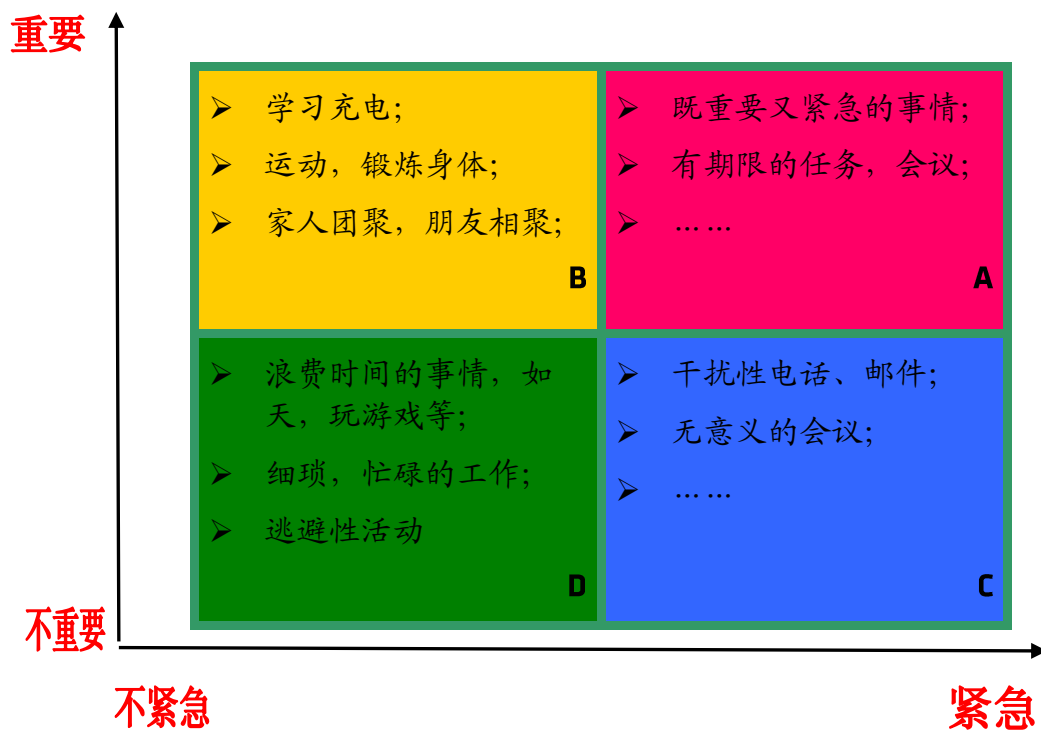 重要
➢ 学习充电;
➢ 运动，锻炼身体;
➢ 家人团聚，朋友相聚;
B
➢ 既重要又紧急的事情;
➢ 有期限的任务，会议;
➢ ……
A
➢ 浪费时间的事情，如
天，玩游戏等;
➢ 细琐，忙碌的工作;
➢ 逃避性活动
D
➢ 干扰性电话、邮件;
➢ 无意义的会议;
➢ ……
C
不重要
不紧急
紧急